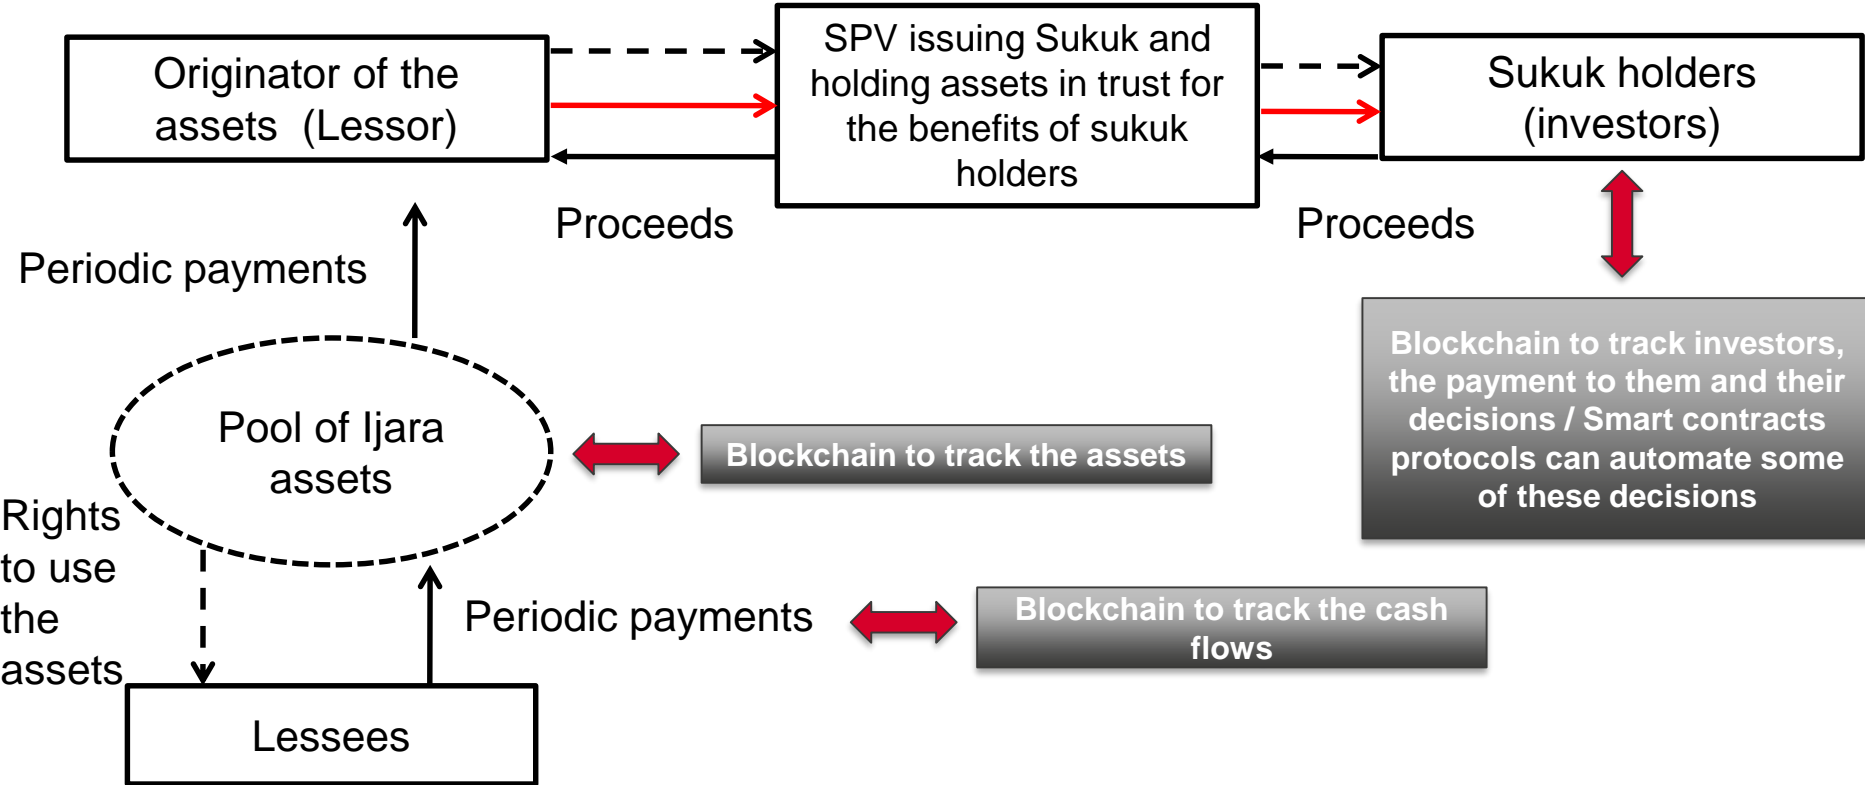 Originator of the
assets (Lessor)
SPV issuing Sukuk and
holding assets in trust for
the benefits of sukuk
holders
Sukuk holders
(investors)
Proceeds
Proceeds
Periodic payments
Blockchain to track investors,
the payment to them and their
decisions / Smart contracts
protocols can automate some
of these decisions
Pool of Ijara
assets
Blockchain to track the assets
Rights
to use
the
assets
Periodic payments
Blockchain to track the cash
flows
Lessees